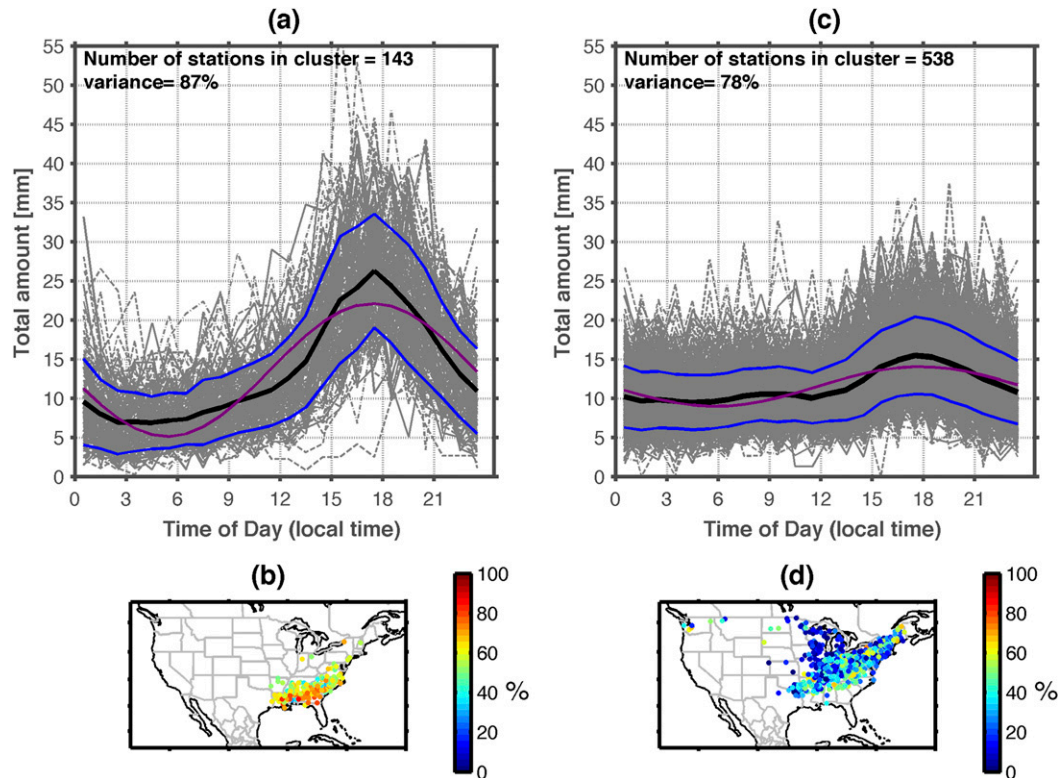 (a)
Number of stations in cluster = 143
variance= 87%
55
50
45
40
35
30
25
20
15
10
5
0
Total amount [mm]
0 3 6 9 12 15 18 21
Time of Day (local time)
(c)
Number of stations in cluster = 538
variance= 78%
55
50
45
40
35
30
25
20
15
10
5
0
Total amount [mm]
0 3 6 9 12 15 18 21
Time of Day (local time)
(b)
100
80
60
40
20
0
%
(d)
100
80
60
40
20
0
%